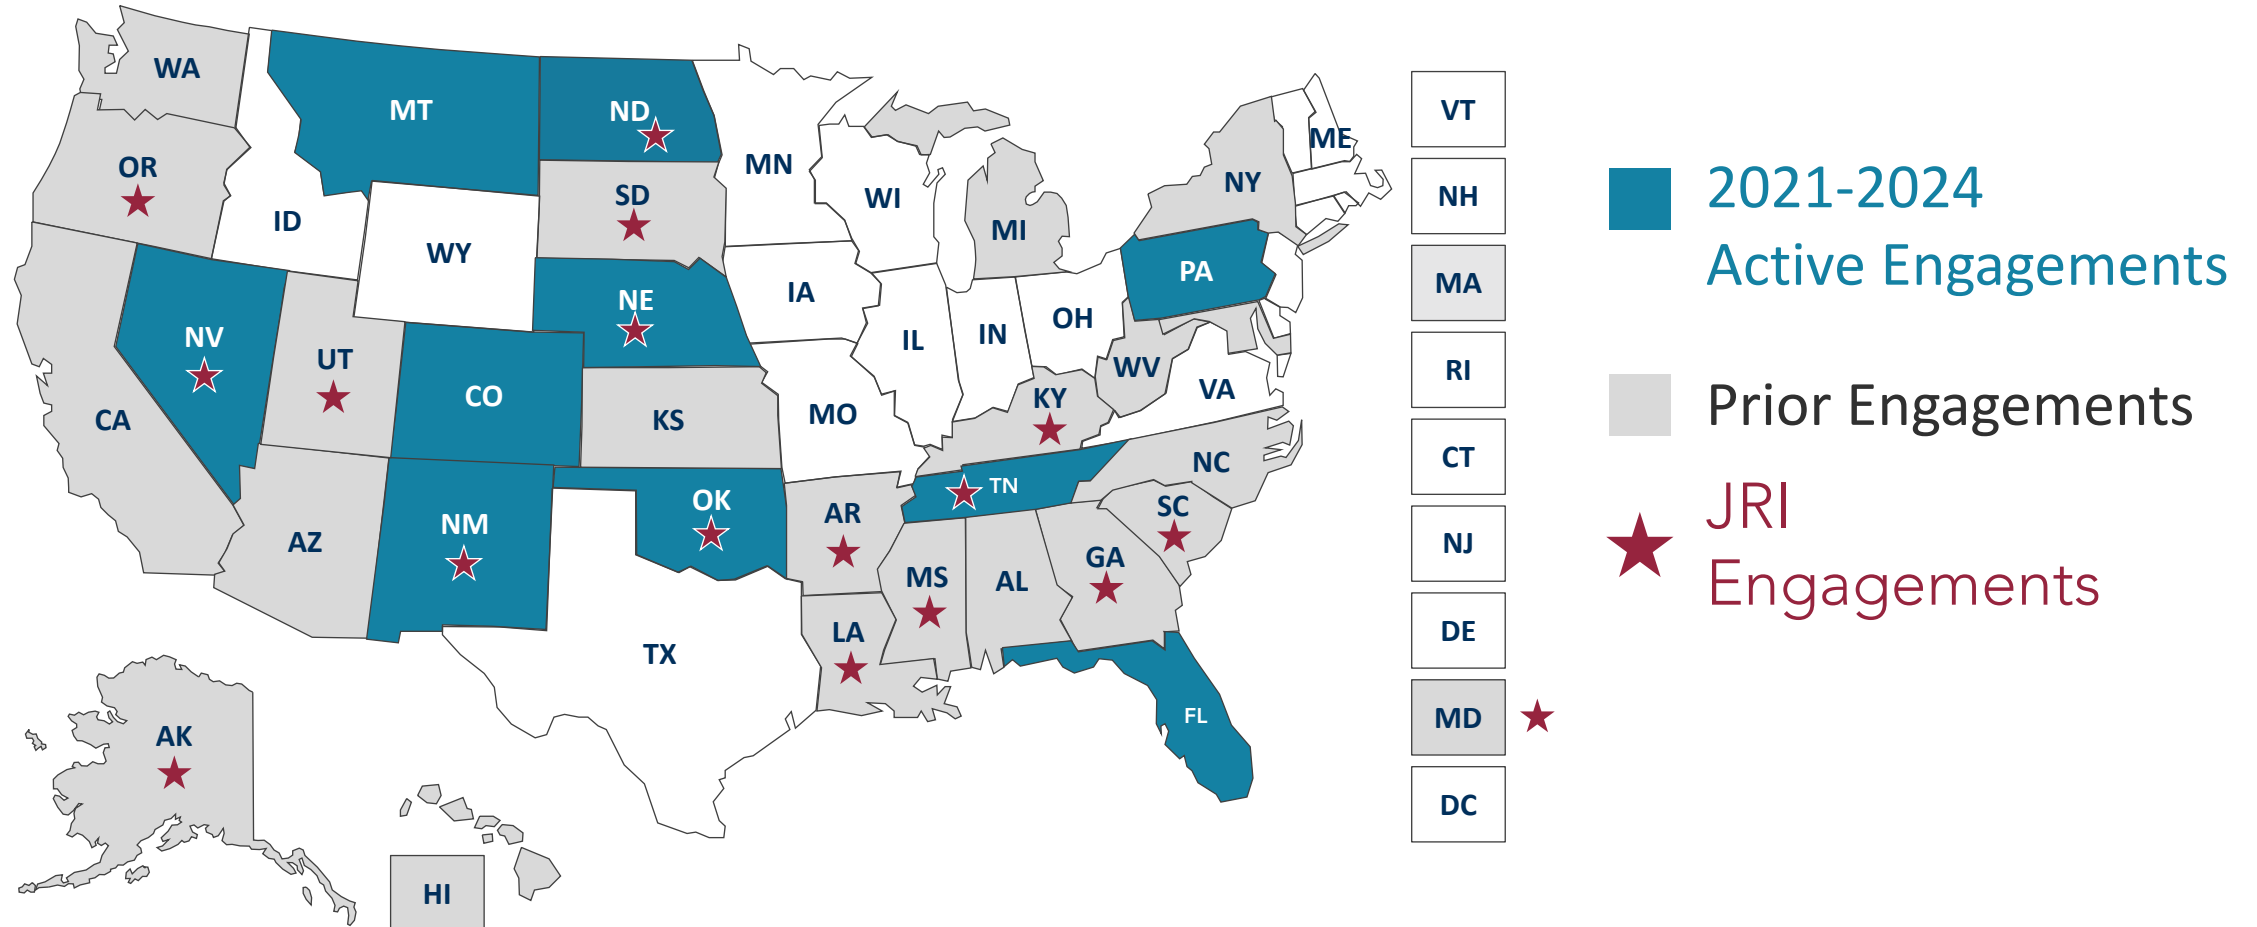 WA
MT
ND
ME
OR
MN
SD
NY
ID
WI
MI
WY
PA
NE
IA
OH
NV
IN
IL
UT
WV
CO
VA
KY
MO
CA
KS
NC
TN
OK
SC
AR
NM
AZ
GA
MS
AL
LA
TX
FL
AK
HI
VT
NH
MA
RI
CT
NJ
DE
MD
DC
2021-2024
Active Engagements
Prior Engagements
JRI
Engagements